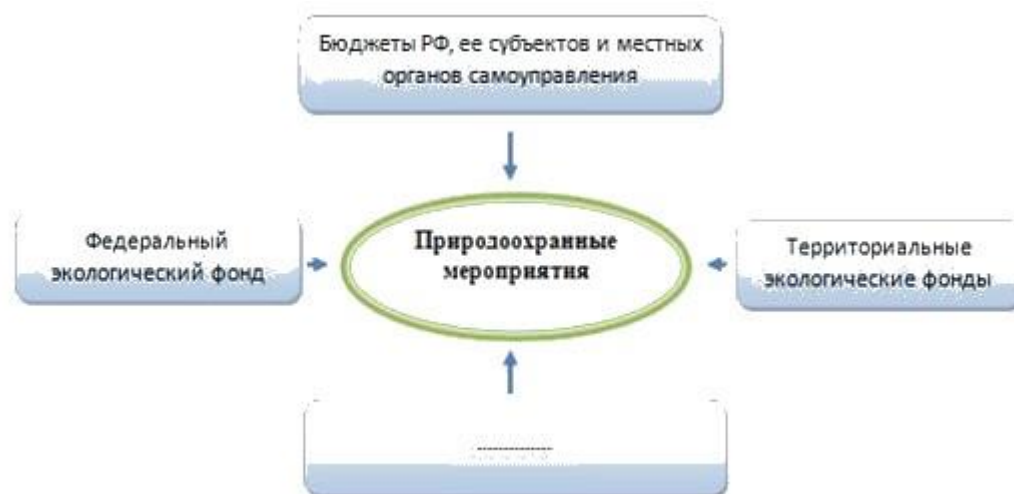 Бюджеты РФ, ее субъектов и местных
органов самоуправления
Федеральный
экологический фонд
Природоохранные
мероприятия
Территориальные
экологические фонды
-------------